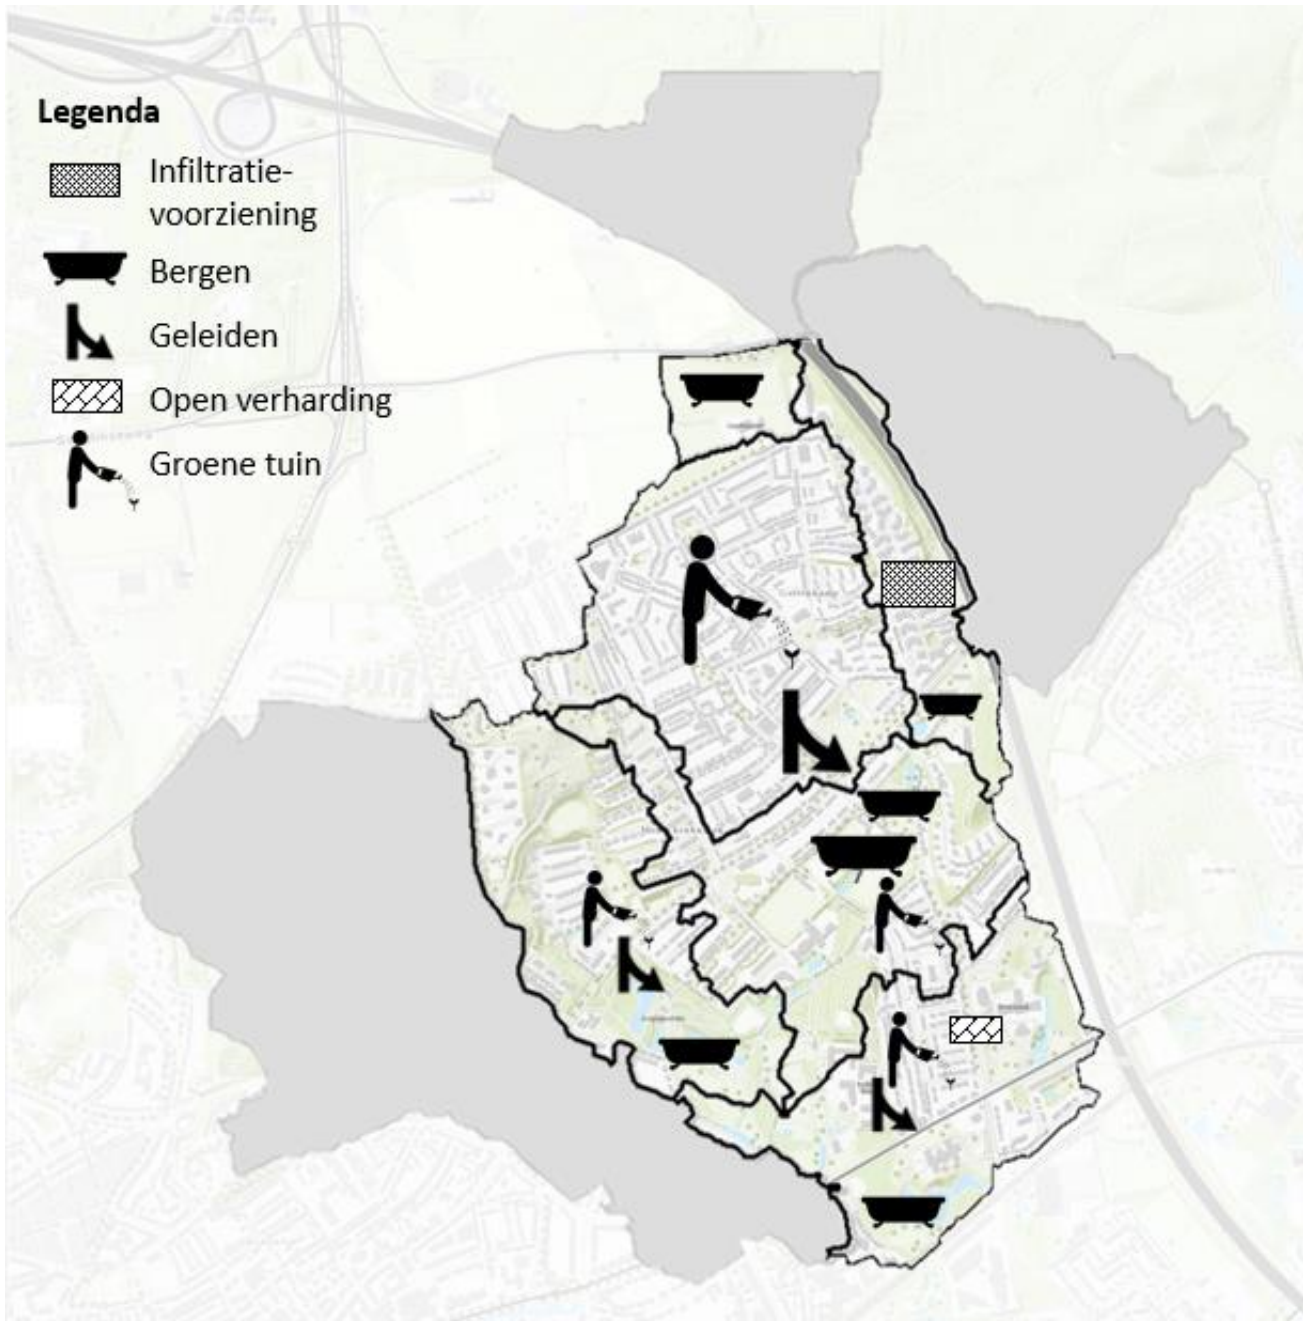 Legenda
Infiltratie-
voorziening
Bergen
Geleiden
Open verharding
Groene tuin